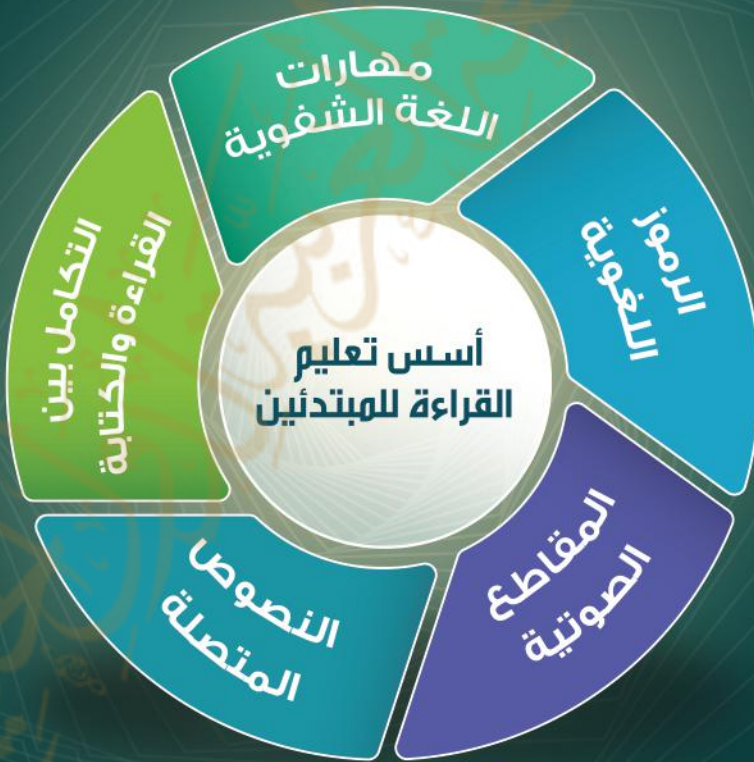 أسس تعليم
القراءة للمبتدئين
مهارات
اللغة الشفوية
الرموز
اللغوية
المقاطع
الصوتية
النصوص
المتصلة
التكامل بين
القراءة والكتابة